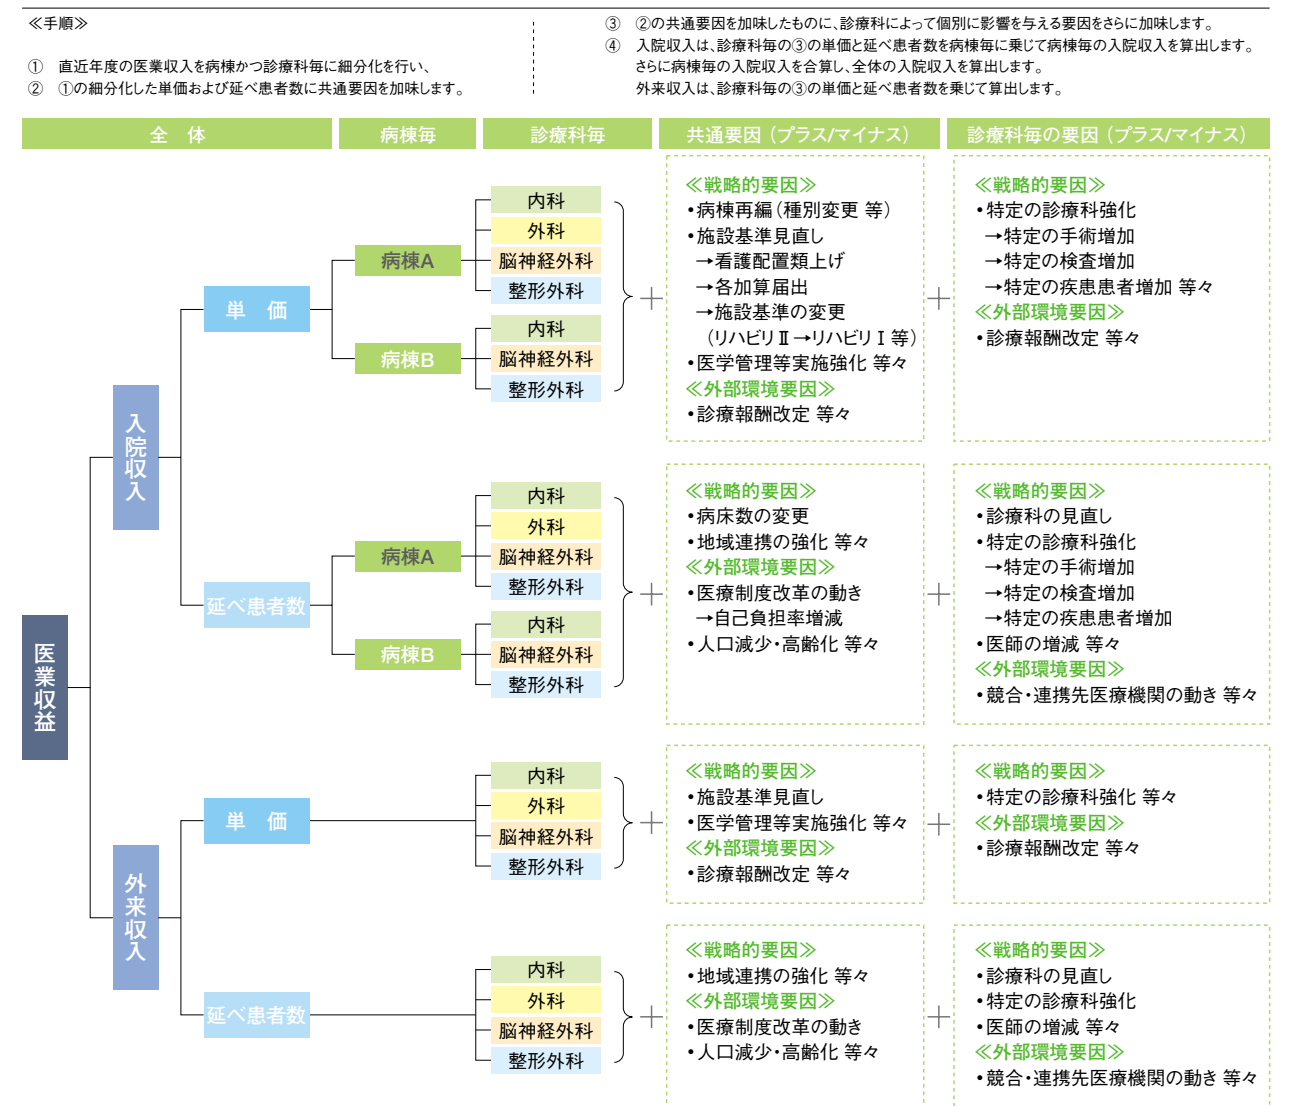 ≪手順≫
① 直近年度の医業収入を病棟かつ診療科毎に細分化を行い、
② ①の細分化した単価および延べ患者数に共通要因を加味します。
③ ②の共通要因を加味したものに、診療科によって個別に影響を与える要因をさらに加味します。
④ 入院収入は、診療科毎の③の単価と延べ患者数を病棟毎に乗じて病棟毎の入院収入を算出します。
さらに病棟毎の入院収入を合算し、全体の入院収入を算出します。
外来収入は、診療科毎の③の単価と延べ患者数を乗じて算出します。
全 体
病棟毎
診療科毎
共通要因（プラス/マイナス）
診療科毎の要因（プラス/マイナス）
医業収益
入院収入
単 価
病棟A
内科
外科
脳神経外科
整形外科
病棟B
内科
脳神経外科
整形外科
＋
≪戦略的要因≫
•病棟再編（種別変更 等）
•施設基準見直し
→看護配置類上げ
→各加算届出
→施設基準の変更
（リハビリⅡ→リハビリⅠ等）
•医学管理等実施強化 等々
≪外部環境要因≫
•診療報酬改定 等々
＋
≪戦略的要因≫
•特定の診療科強化
→特定の手術増加
→特定の検査増加
→特定の疾患患者増加 等々
≪外部環境要因≫
•診療報酬改定 等々
延べ患者数
病棟A
内科
外科
脳神経外科
整形外科
病棟B
内科
脳神経外科
整形外科
＋
≪戦略的要因≫
•病床数の変更
•地域連携の強化 等々
≪外部環境要因≫
•医療制度改革の動き
→自己負担率増減
•人口減少・高齢化 等々
＋
≪戦略的要因≫
•診療科の見直し
•特定の診療科強化
→特定の手術増加
→特定の検査増加
→特定の疾患患者増加
•医師の増減 等々
≪外部環境要因≫
•競合・連携先医療機関の動き 等々
外来収入
単 価
内科
外科
脳神経外科
整形外科
＋
≪戦略的要因≫
•施設基準見直し
•医学管理等実施強化 等々
≪外部環境要因≫
•診療報酬改定 等々
＋
≪戦略的要因≫
•特定の診療科強化 等々
≪外部環境要因≫
•診療報酬改定 等々
延べ患者数
内科
外科
脳神経外科
整形外科
＋
≪戦略的要因≫
•地域連携の強化 等々
≪外部環境要因≫
•医療制度改革の動き
•人口減少・高齢化 等々
＋
≪戦略的要因≫
•診療科の見直し
•特定の診療科強化
•医師の増減 等々
≪外部環境要因≫
•競合・連携先医療機関の動き 等々